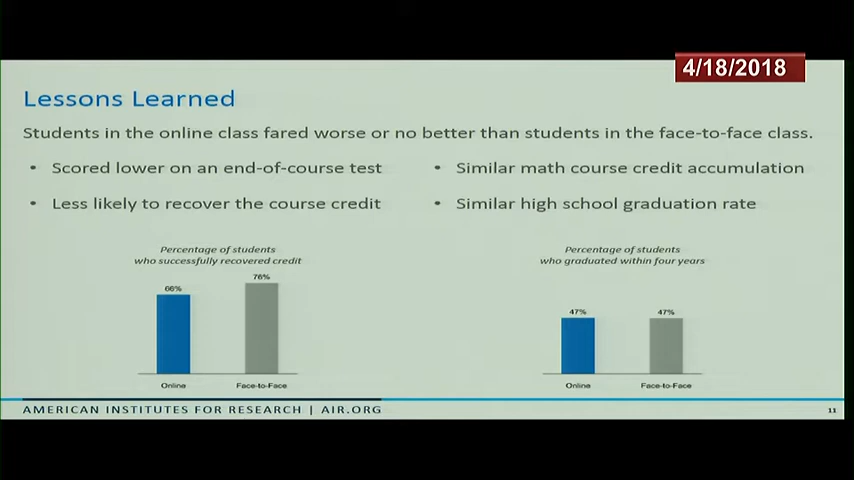 4/18/2018
Lessons Learned
Students in the online class fared worse or no better than students in the face-to-face class.
• Scored lower on an end-of-course test
• Less likely to recover the course credit
• Similar math course credit accumulation
• Similar high school graduation rate
Percentage of students
who successfully recovered credit
66%
76%
Online
Face-to-Face
Percentage of students
who graduated within four years
47%
47%
Online
Face-to-Face
AMERICAN INSTITUTES FOR RESEARCH | AIR.ORG
11